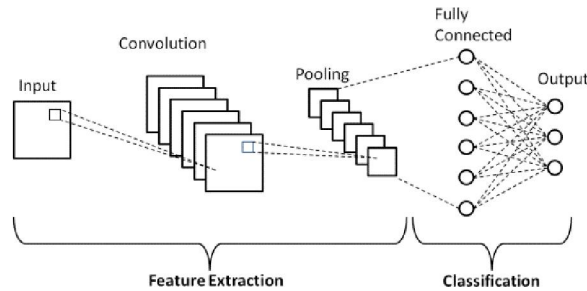 Fully
Connected
Convolution
Pooling
Input
Output
Feature Extraction
Classification